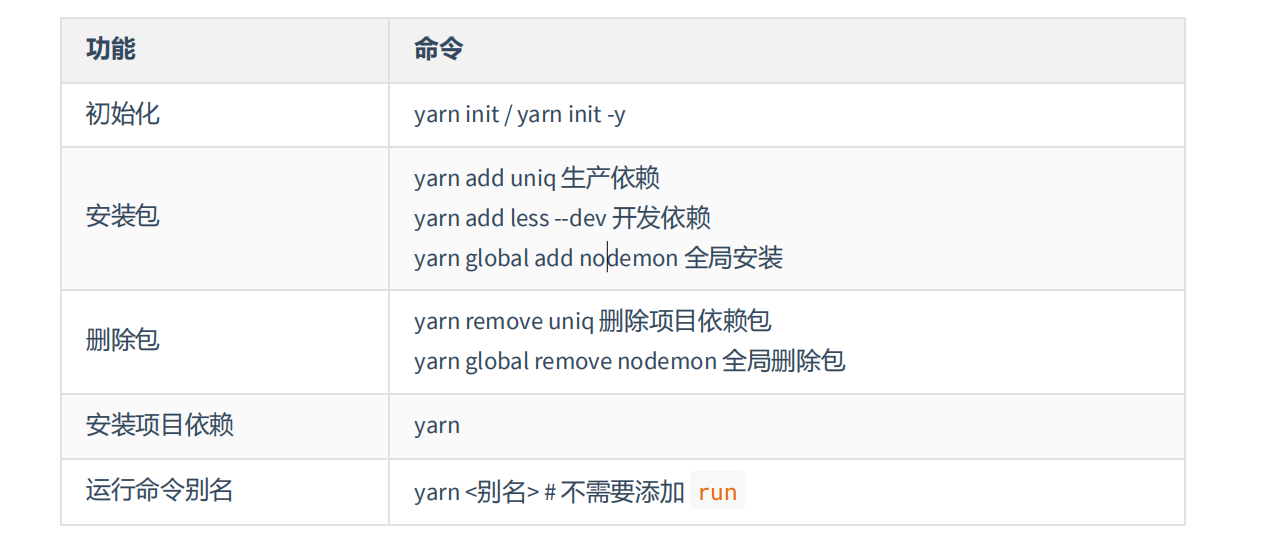 功能 命令
初始化 yarn init / yarn init -y
安装包
yarn add uniq 生产依赖
yarn add less --dev 开发依赖
yarn global add nodemon 全局安装
删除包
yarn remove uniq 删除项目依赖包
yarn global remove nodemon 全局删除包
安装项目依赖 yarn
运行命令别名 yarn <别名> # 不需要添加 run